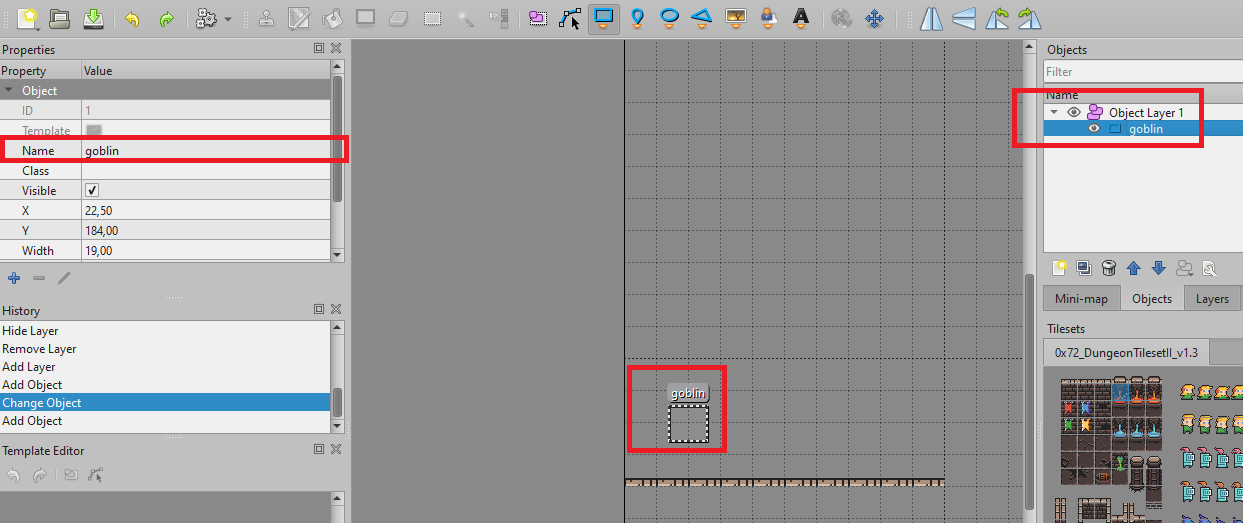 Properties
Property Value
Object
ID 1
Template
Name goblin
Class
Visible
X 22,50
Y 184,00
Width 19,00
History
Hide Layer
Remove Layer
Add Layer
Add Object
Change Object
Add Object
Template Editor
goblin
Objects
Filter
Name
Object Layer 1
goblin
Mini-map Objects Layers
Tilesets
0x72_DungeonTilesetII_v1.3